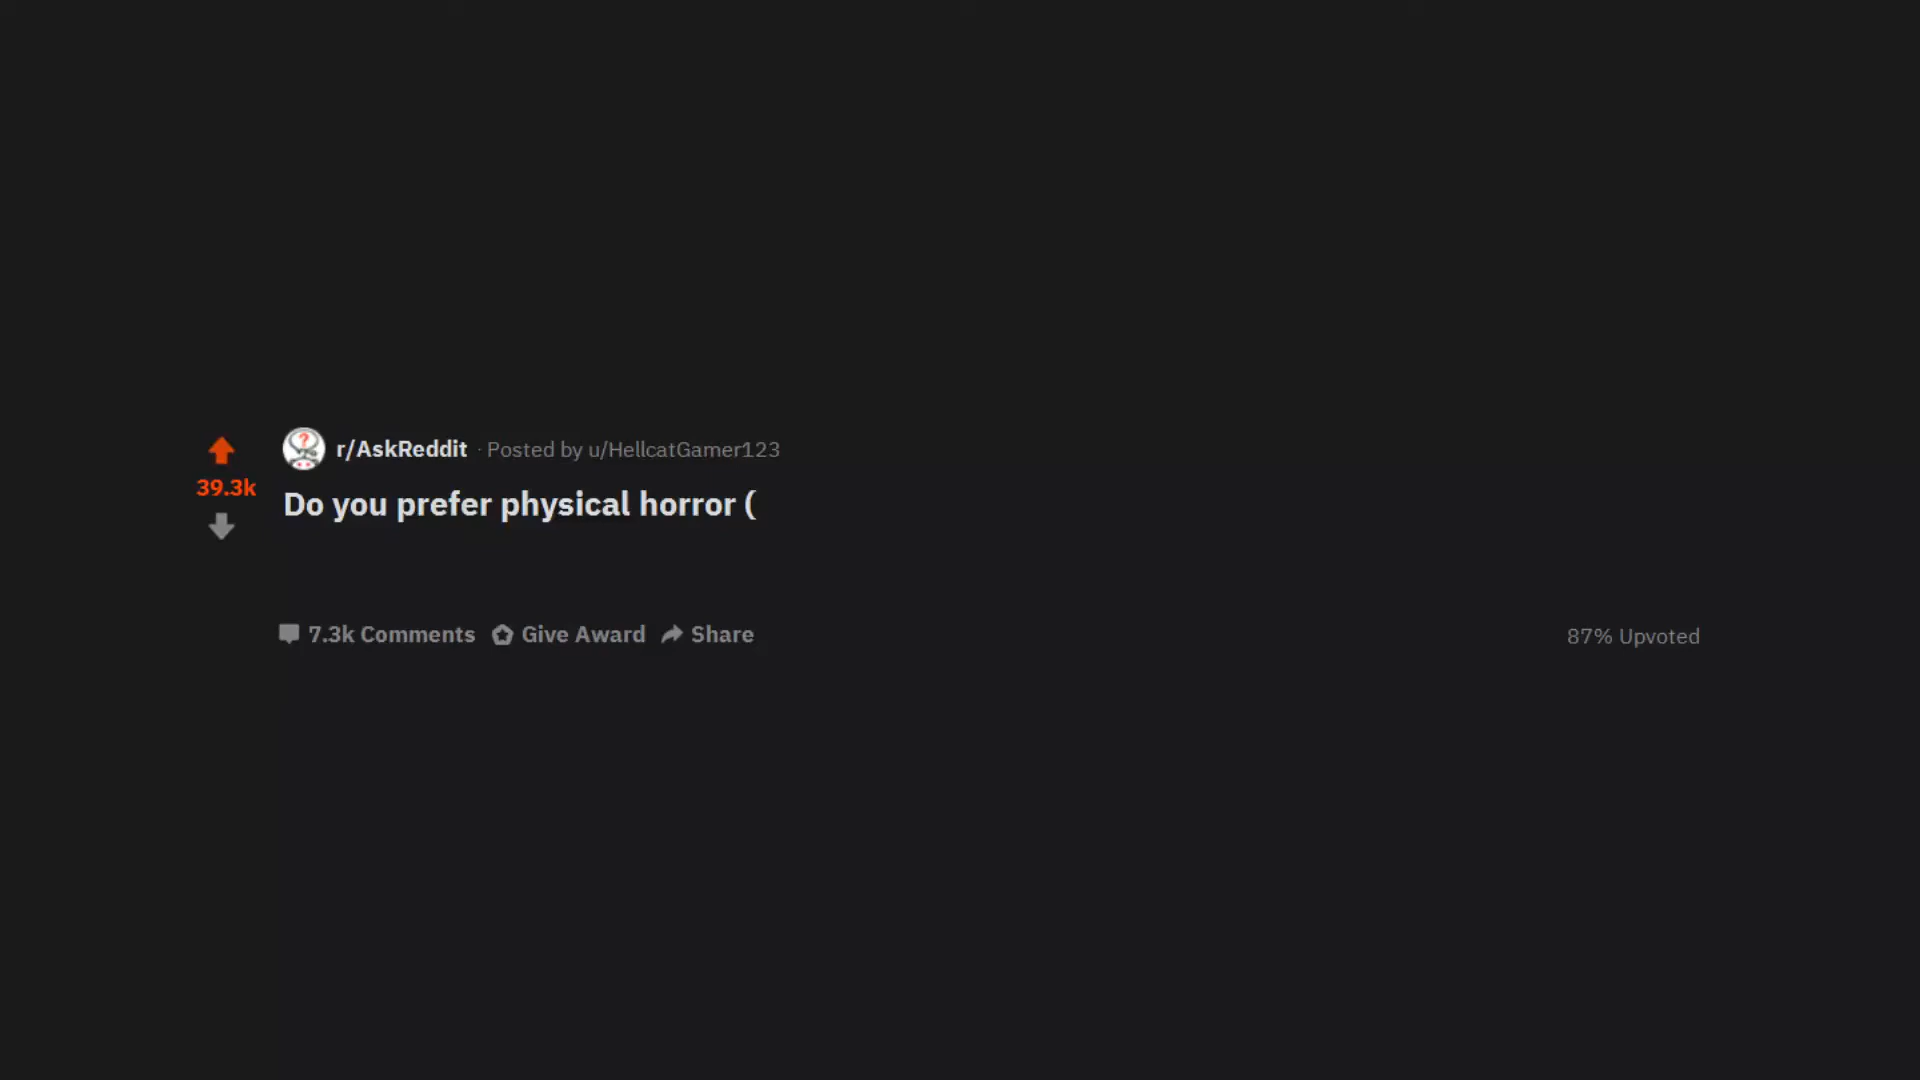 r/AskReddit · Posted by u/HellcatGamer123
39.3k
Do you prefer physical horror (
7.3k Comments Give Award Share
87% Upvoted